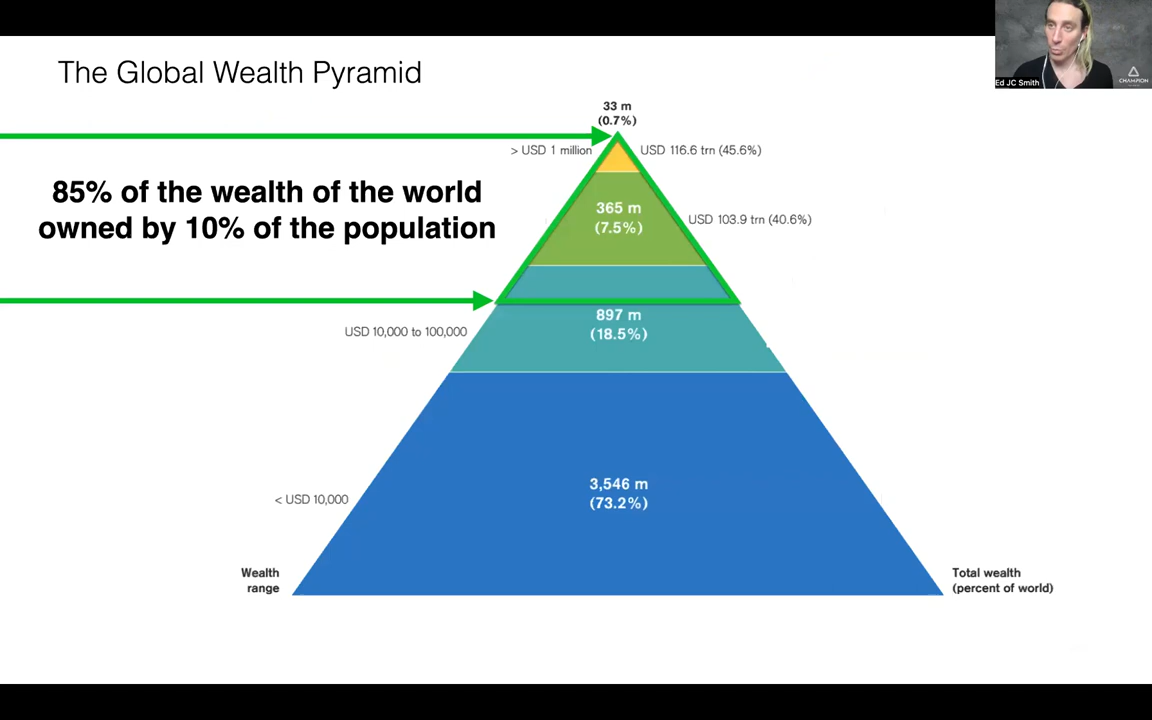 The Global Wealth Pyramid
Ed JC Smith
CHAMPION
33 m
(0.7%)
> USD 1 million
USD 116.6 trn (45.6%)
85% of the wealth of the world
owned by 10% of the population
365 m
(7.5%)
USD 103.9 trn (40.6%)
897 m
(18.5%)
USD 10,000 to 100,000
3,546 m
(73.2%)
< USD 10,000
Wealth
range
Total wealth
(percent of world)